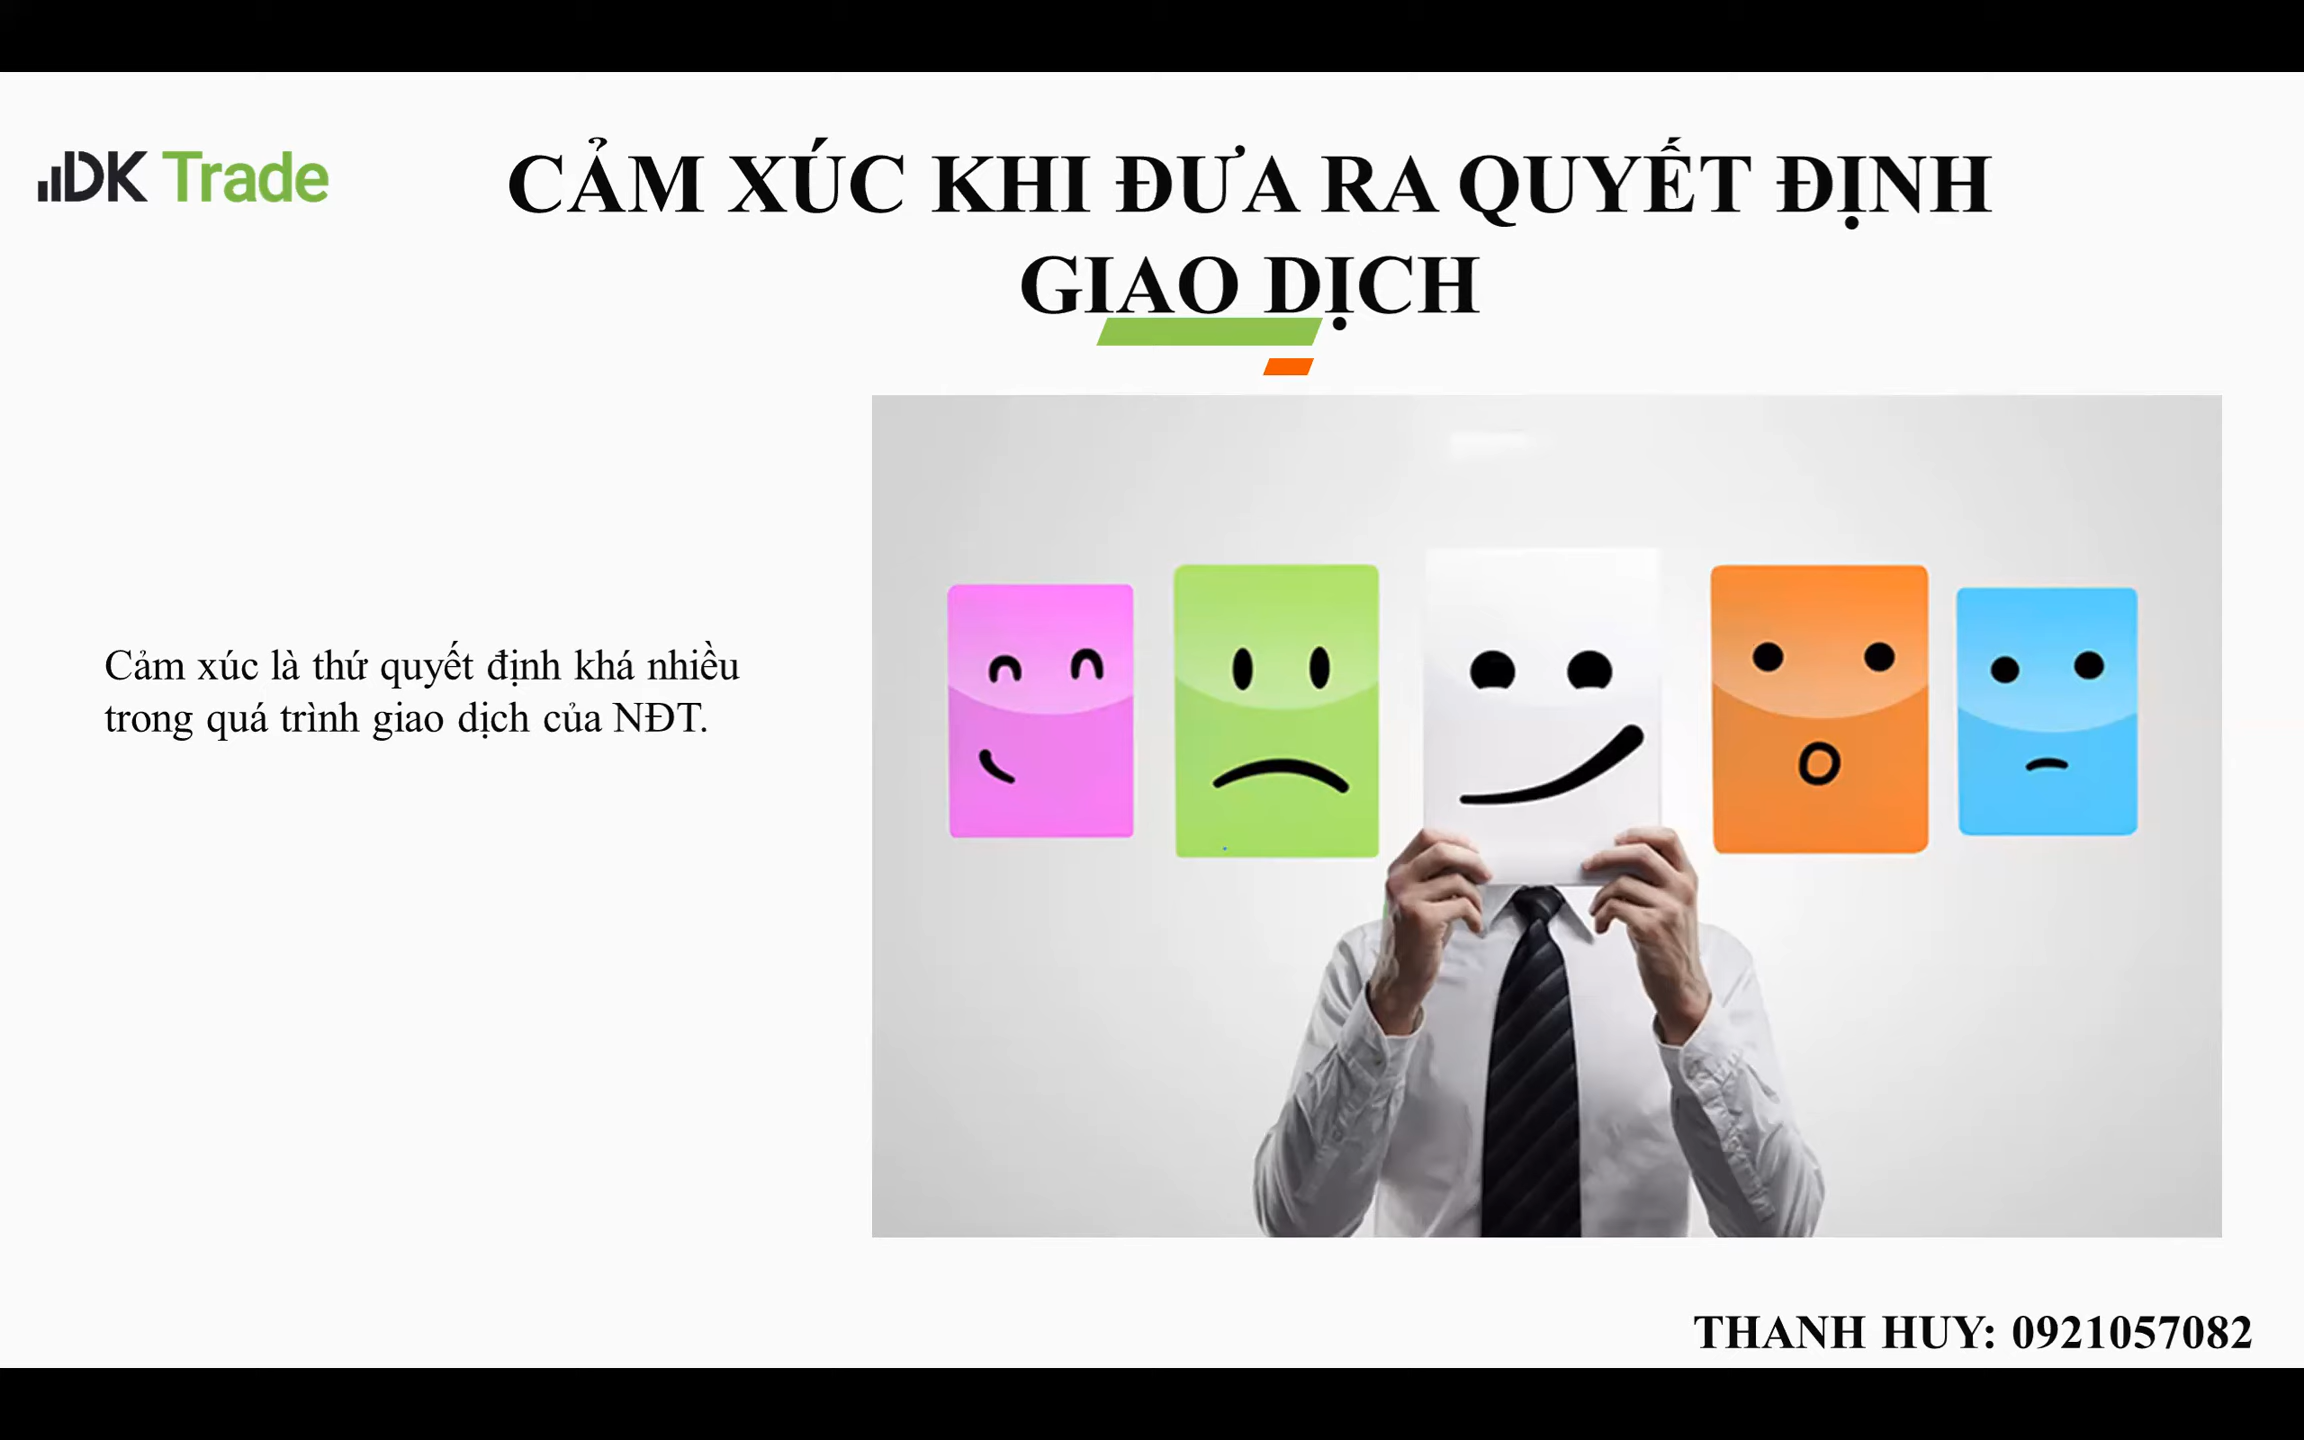 DK Trade
CẢM XÚC KHI ĐƯA RA QUYẾT ĐỊNH
GIAO DỊCH
Cảm xúc là thứ quyết định khá nhiều
trong quá trình giao dịch của NĐT.
THANH HUY: 0921057082